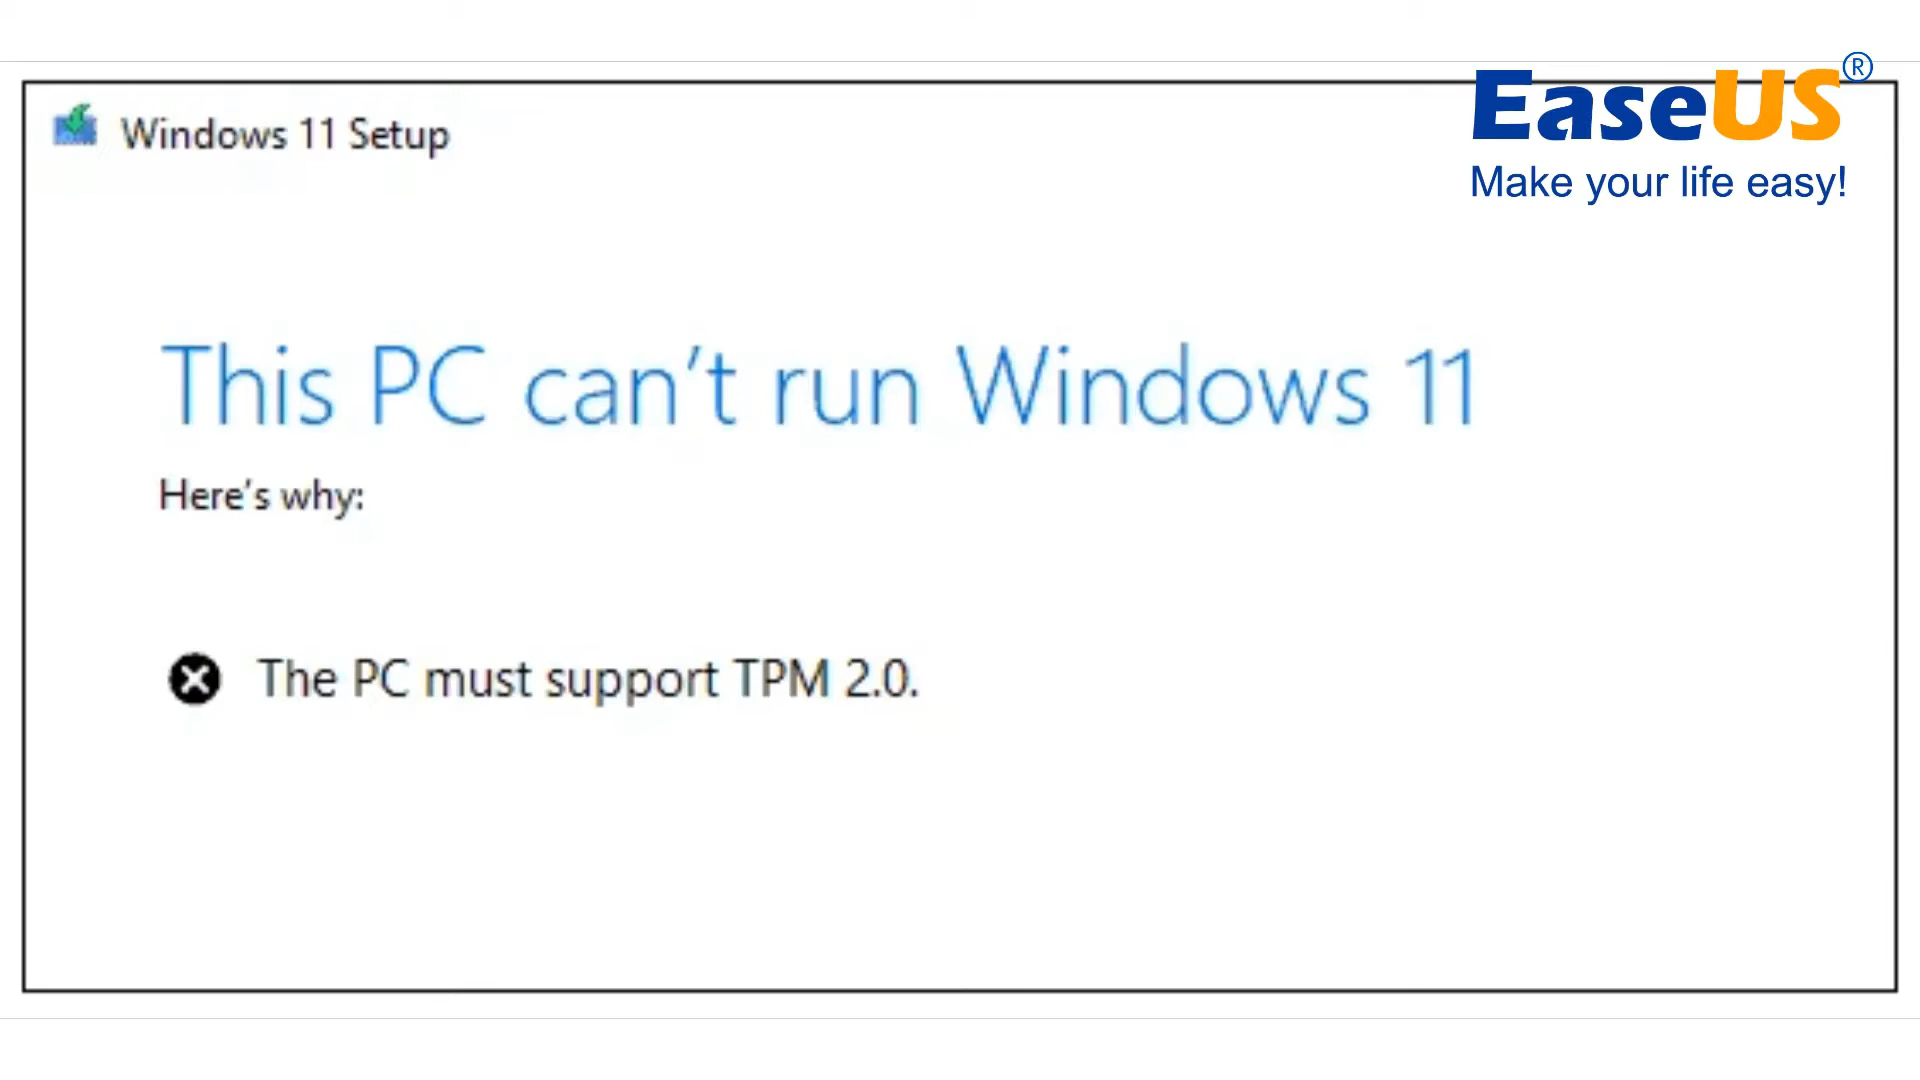 EaseUS®
Make your life easy!
Windows 11 Setup
This PC can’t run Windows 11
Here’s why:
The PC must support TPM 2.0.